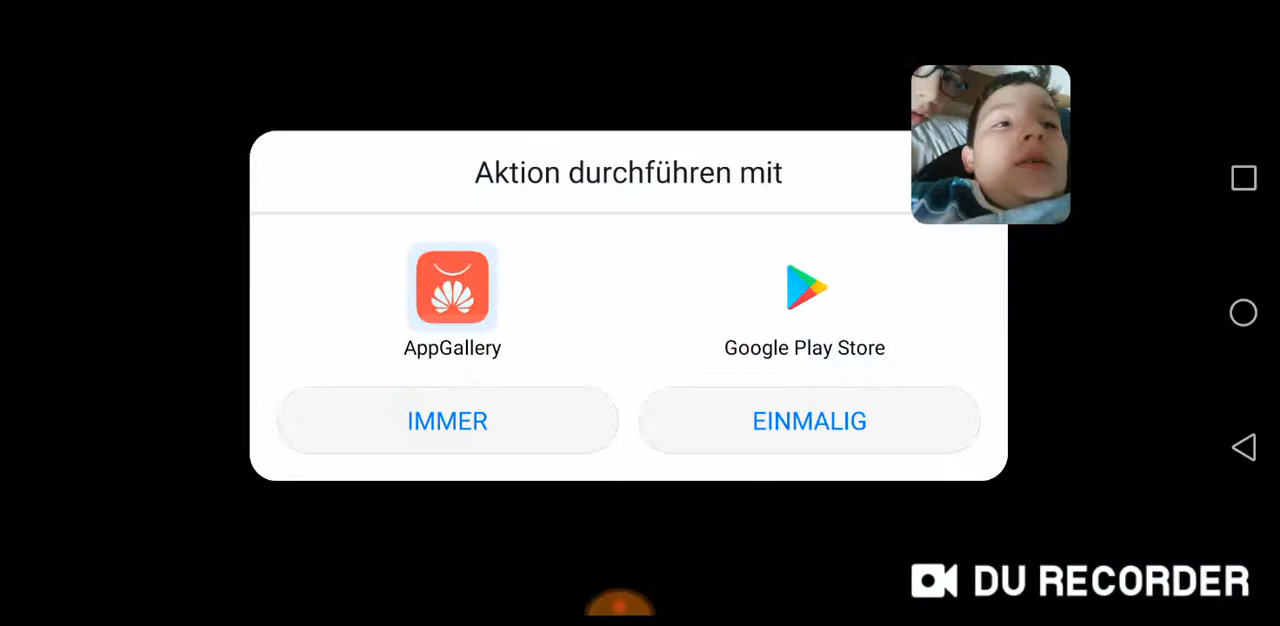 Aktion durchführen mit
AppGallery
Google Play Store
IMMER
EINMALIG
DU RECORDER